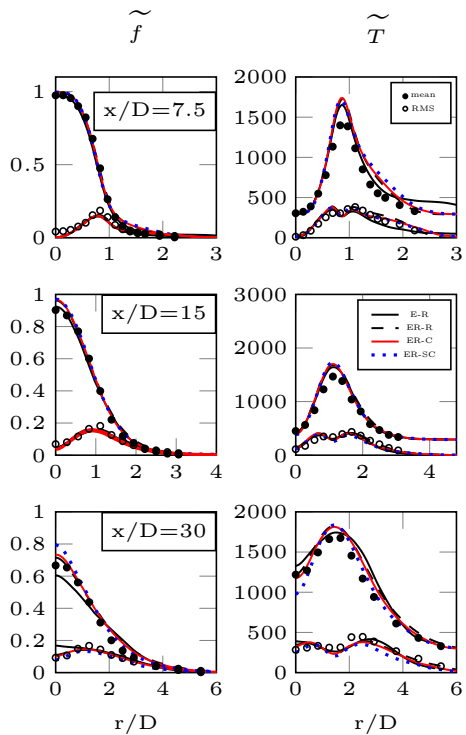 f̃ T̃
1
0.5
0
0 1 2 3
x/D=7.5
2000
1500
1000
500
0
0 1 2 3
mean
RMS
1
0.8
0.6
0.4
0.2
0
0 1 2 3 4
x/D=15
3000
2000
1000
0
0 2 4
E-R
ER-R
ER-C
ER-SC
1
0.8
0.6
0.4
0.2
0
0 2 4 6
x/D=30
2000
1500
1000
500
0
0 2 4 6
r/D r/D